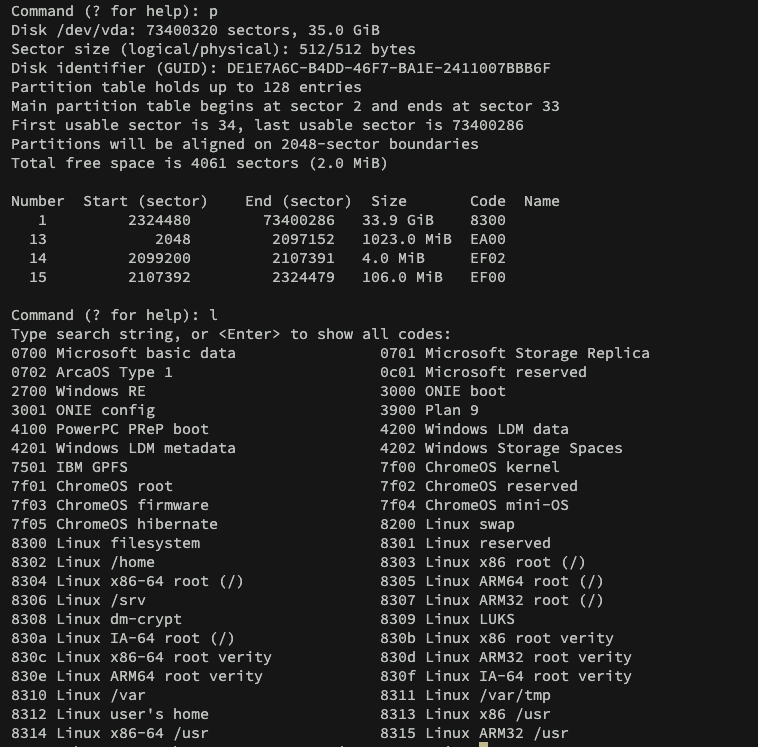 Command (? for help): p
Disk /dev/vda: 73400320 sectors, 35.0 GiB
Sector size (logical/physical): 512/512 bytes
Disk identifier (GUID): DE1E7A6C-B4DD-46F7-BA1E-2411007BBB6F
Partition table holds up to 128 entries
Main partition table begins at sector 2 and ends at sector 33
First usable sector is 34, last usable sector is 73400286
Partitions will be aligned on 2048-sector boundaries
Total free space is 4061 sectors (2.0 MiB)

Number  Start (sector)    End (sector)  Size       Code  Name
   1         2324480        73400286   33.9 GiB    8300
  13            2048         2097152   1023.0 MiB  EA00
  14         2099200         2107391   4.0 MiB     EF02
  15         2107392         2324479   106.0 MiB   EF00

Command (? for help): l
Type search string, or <Enter> to show all codes:
0700 Microsoft basic data                0701 Microsoft Storage Replica
0702 ArcaOS Type 1                       0c01 Microsoft reserved
2700 Windows RE                          3000 ONIE boot
3001 ONIE config                         3900 Plan 9
4100 PowerPC PReP boot                   4200 Windows LDM data
4201 Windows LDM metadata                4202 Windows Storage Spaces
7501 IBM GPFS                            7f00 ChromeOS kernel
7f01 ChromeOS root                       7f02 ChromeOS reserved
7f03 ChromeOS firmware                   7f04 ChromeOS mini-OS
7f05 ChromeOS hibernate                  8200 Linux swap
8300 Linux filesystem                    8301 Linux reserved
8302 Linux /home                         8303 Linux x86 root (/)
8304 Linux x86-64 root (/)               8305 Linux ARM64 root (/)
8306 Linux /srv                          8307 Linux ARM32 root (/)
8308 Linux dm-crypt                      8309 Linux LUKS
830a Linux IA-64 root (/)                830b Linux x86 root verity
830c Linux x86-64 root verity            830d Linux ARM32 root verity
830e Linux ARM64 root verity             830f Linux IA-64 root verity
8310 Linux /var                          8311 Linux /var/tmp
8312 Linux user's home                   8313 Linux x86 /usr
8314 Linux x86-64 /usr                   8315 Linux ARM32 /usr